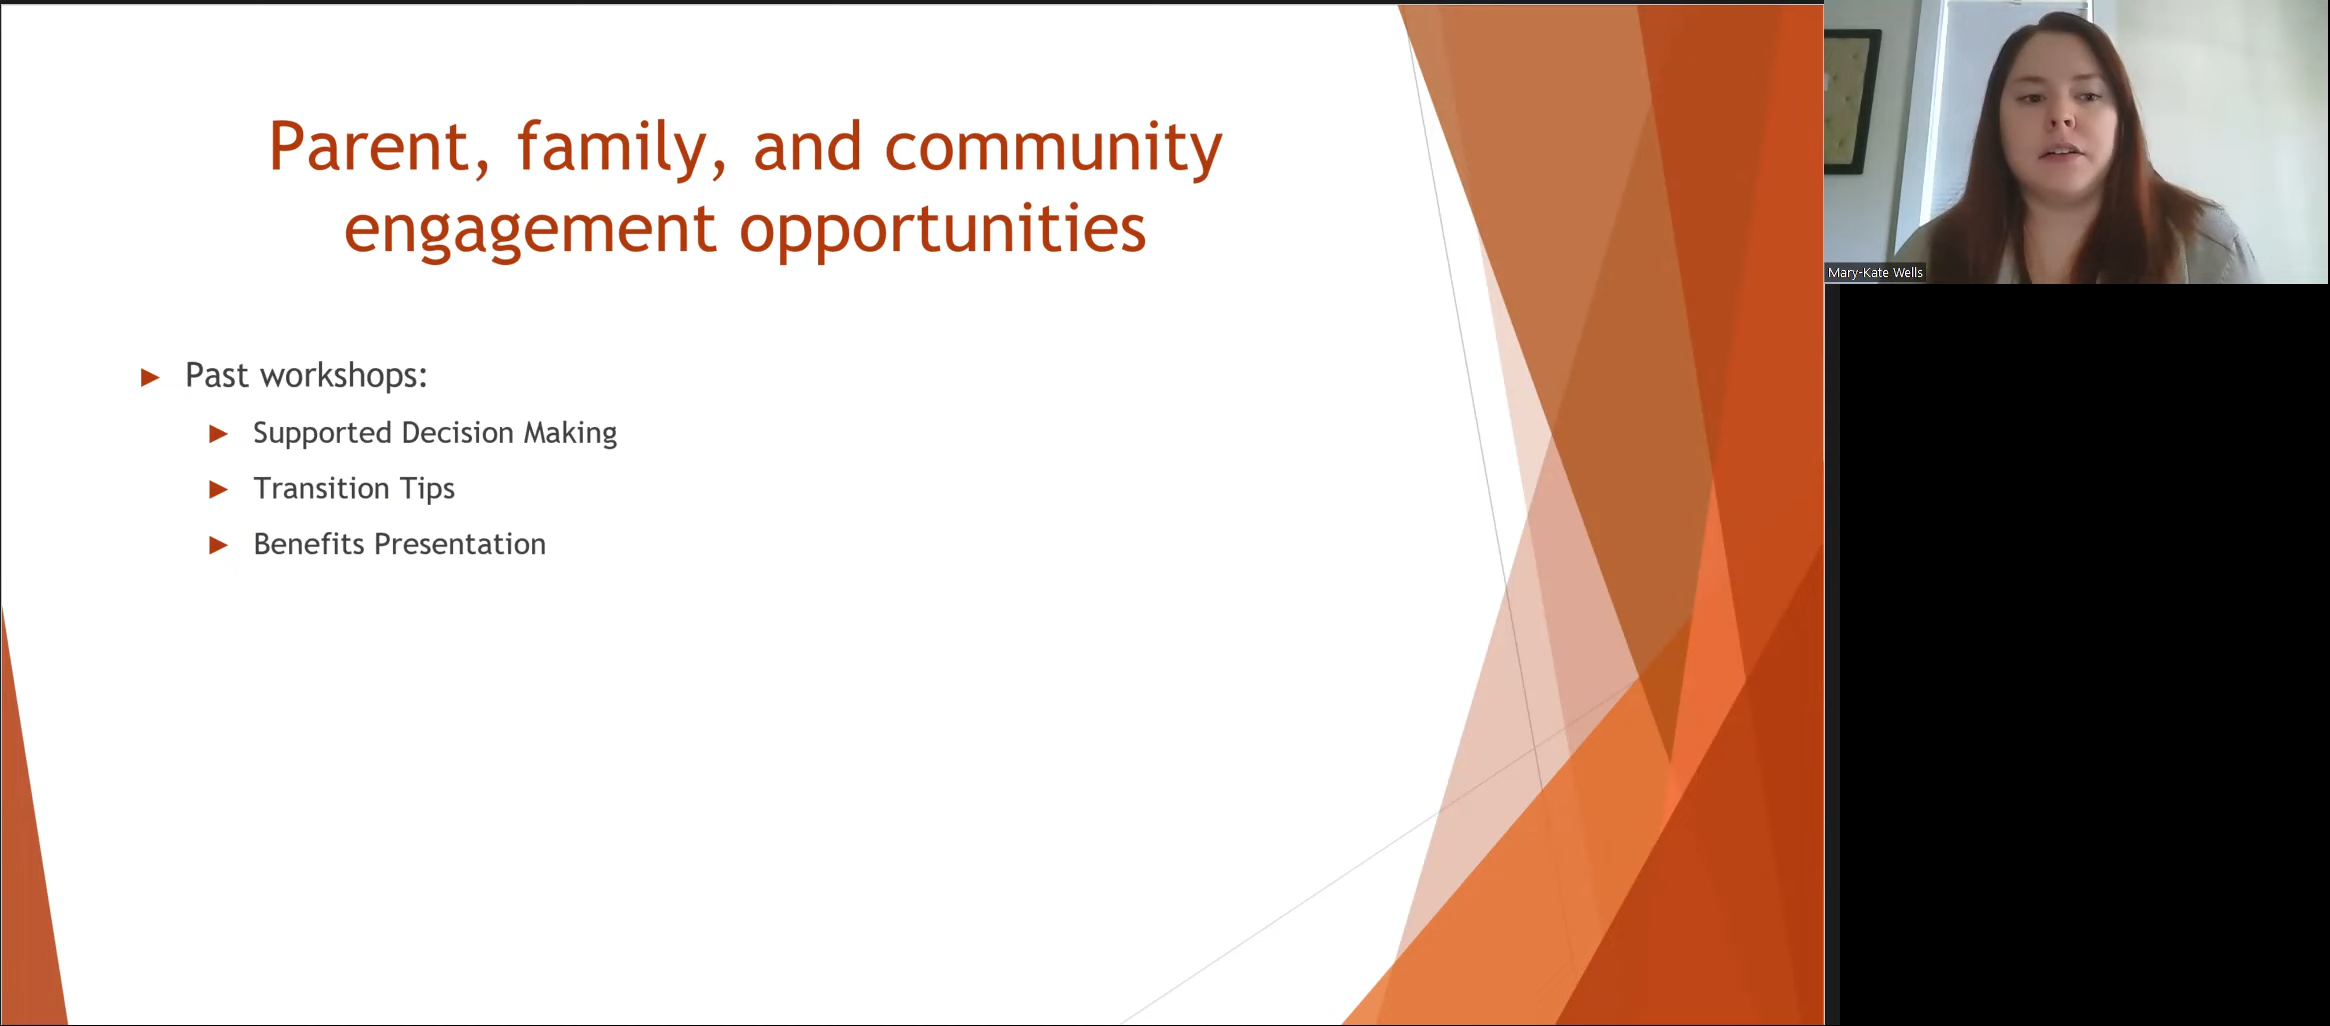 Parent, family, and community
engagement opportunities
Past workshops:
Supported Decision Making
Transition Tips
Benefits Presentation
Mary-Kate Wells